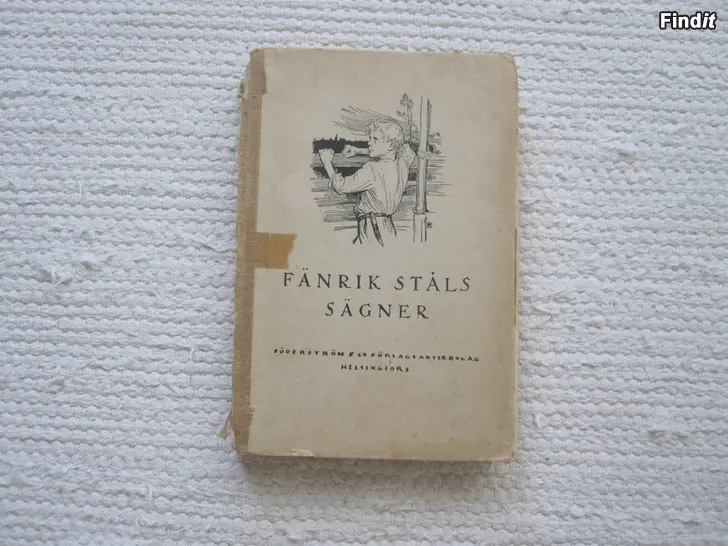 Findit
FÄNRIK STÅLS
SÄGNER
SÖDERSTRÖM & CO FÖRLAGSAKTIEBOLAG
HELSINGFORS